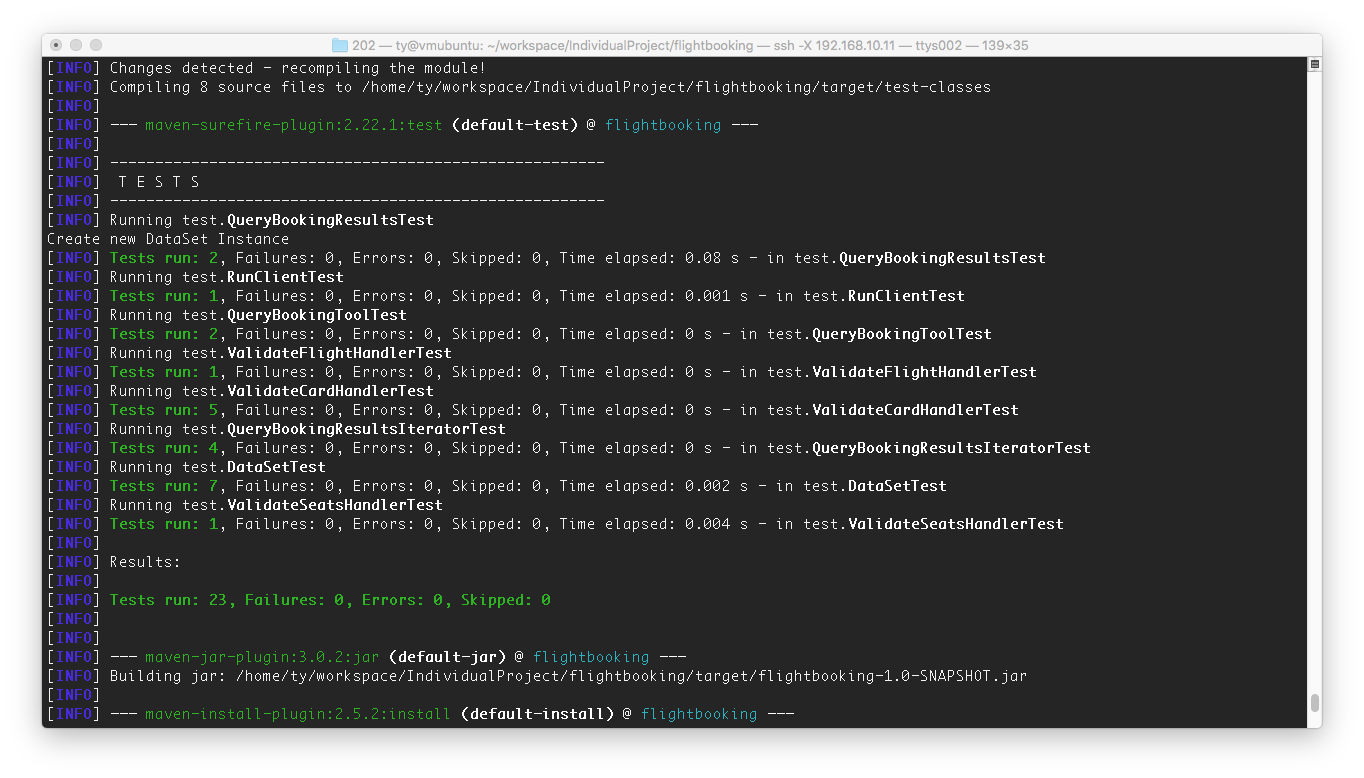 202 — ty@vmubuntu: ~/workspace/IndividualProject/flightbooking — ssh -X 192.168.10.11 — ttys002 — 139×35
[INFO] Changes detected - recompiling the module!
[INFO] Compiling 8 source files to /home/ty/workspace/IndividualProject/flightbooking/target/test-classes
[INFO]
[INFO] --- maven-surefire-plugin:2.22.1:test (default-test) @ flightbooking ---
[INFO]
[INFO] -------------------------------------------------------
[INFO]  T E S T S
[INFO] -------------------------------------------------------
[INFO] Running test.QueryBookingResultsTest
Create new DataSet Instance
[INFO] Tests run: 2, Failures: 0, Errors: 0, Skipped: 0, Time elapsed: 0.08 s - in test.QueryBookingResultsTest
[INFO] Running test.RunClientTest
[INFO] Tests run: 1, Failures: 0, Errors: 0, Skipped: 0, Time elapsed: 0.001 s - in test.RunClientTest
[INFO] Running test.QueryBookingToolTest
[INFO] Tests run: 2, Failures: 0, Errors: 0, Skipped: 0, Time elapsed: 0 s - in test.QueryBookingToolTest
[INFO] Running test.ValidateFlightHandlerTest
[INFO] Tests run: 1, Failures: 0, Errors: 0, Skipped: 0, Time elapsed: 0 s - in test.ValidateFlightHandlerTest
[INFO] Running test.ValidateCardHandlerTest
[INFO] Tests run: 5, Failures: 0, Errors: 0, Skipped: 0, Time elapsed: 0 s - in test.ValidateCardHandlerTest
[INFO] Running test.QueryBookingResultsIteratorTest
[INFO] Tests run: 4, Failures: 0, Errors: 0, Skipped: 0, Time elapsed: 0 s - in test.QueryBookingResultsIteratorTest
[INFO] Running test.DataSetTest
[INFO] Tests run: 7, Failures: 0, Errors: 0, Skipped: 0, Time elapsed: 0.002 s - in test.DataSetTest
[INFO] Running test.ValidateSeatsHandlerTest
[INFO] Tests run: 1, Failures: 0, Errors: 0, Skipped: 0, Time elapsed: 0.004 s - in test.ValidateSeatsHandlerTest
[INFO]
[INFO] Results:
[INFO]
[INFO] Tests run: 23, Failures: 0, Errors: 0, Skipped: 0
[INFO]
[INFO]
[INFO] --- maven-jar-plugin:3.0.2:jar (default-jar) @ flightbooking ---
[INFO] Building jar: /home/ty/workspace/IndividualProject/flightbooking/target/flightbooking-1.0-SNAPSHOT.jar
[INFO]
[INFO] --- maven-install-plugin:2.5.2:install (default-install) @ flightbooking ---